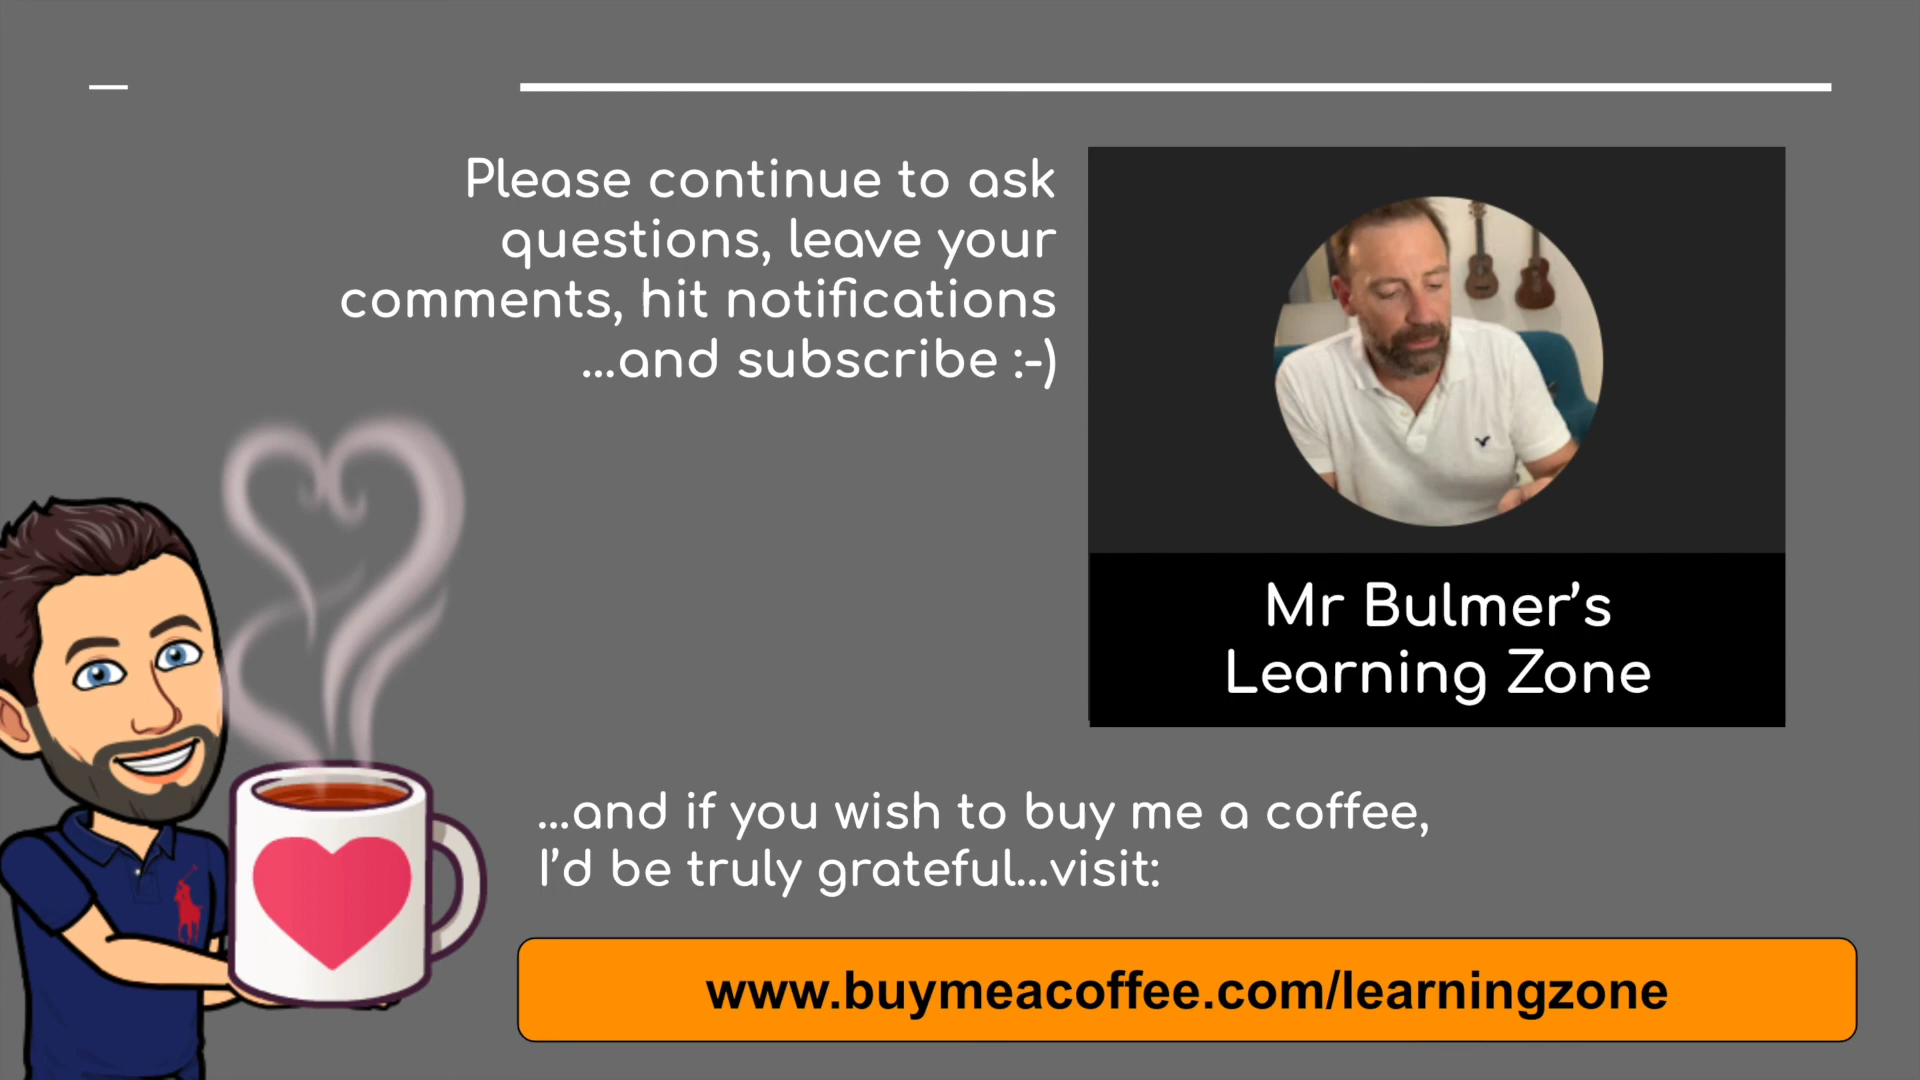 Please continue to ask
questions, leave your
comments, hit notifications
...and subscribe :-)
Mr Bulmer’s
Learning Zone
...and if you wish to buy me a coffee,
I’d be truly grateful...visit:
www.buymeacoffee.com/learningzone